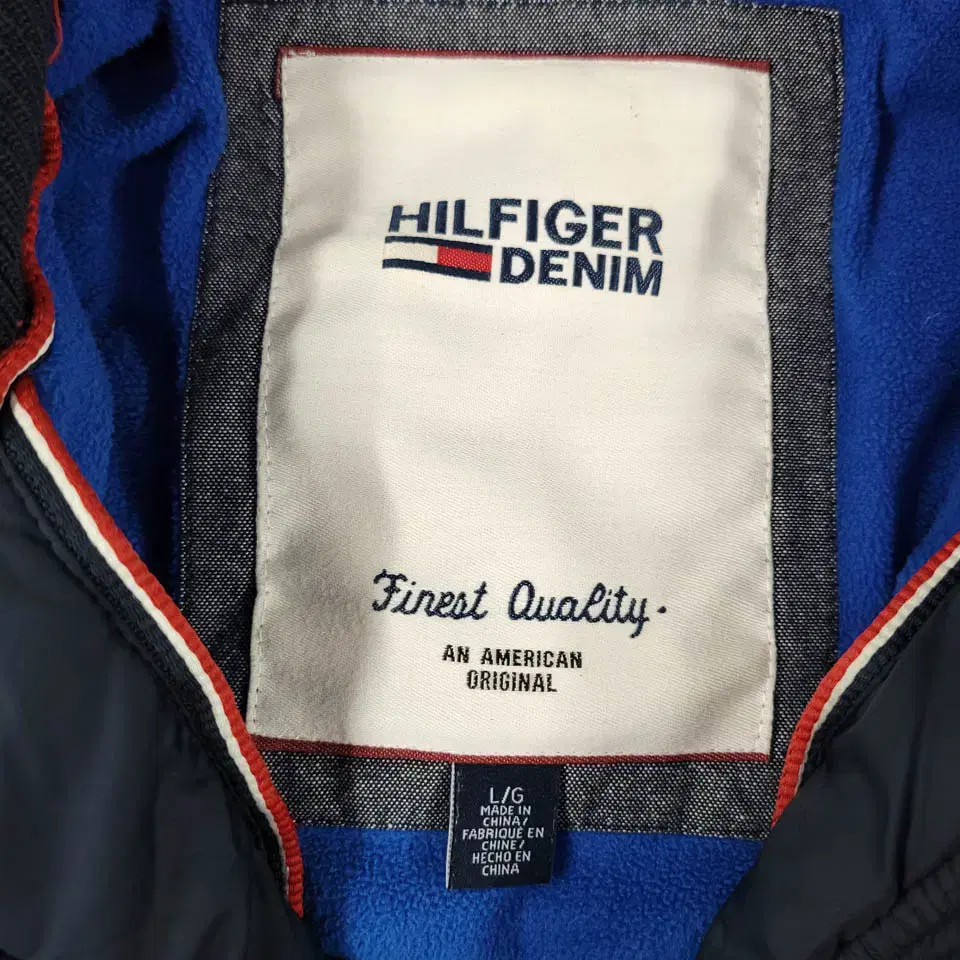 HILFIGER
DENIM
Finest Quality.
AN AMERICAN
ORIGINAL
L/G
MADE IN
CHINA/
FABRIQUÉ EN
CHINE/
HECHO EN
CHINA